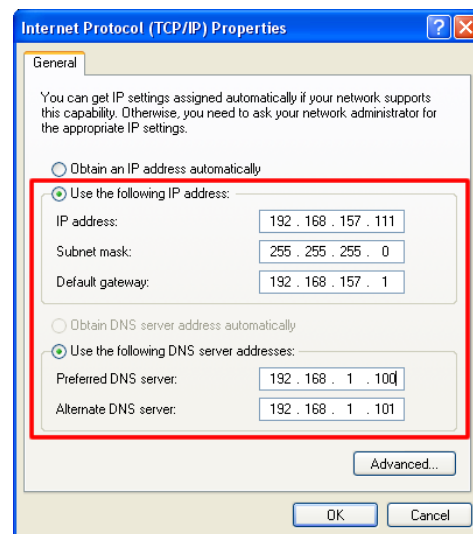 Internet Protocol (TCP/IP) Properties
General
You can get IP settings assigned automatically if your network supports
this capability. Otherwise, you need to ask your network administrator for
the appropriate IP settings.
Obtain an IP address automatically
Use the following IP address:
IP address: 192 . 168 . 157 . 111
Subnet mask: 255 . 255 . 255 . 0
Default gateway: 192 . 168 . 157 . 1
Obtain DNS server address automatically
Use the following DNS server addresses:
Preferred DNS server: 192 . 168 . 1 . 100
Alternate DNS server: 192 . 168 . 1 . 101
Advanced...
OK Cancel